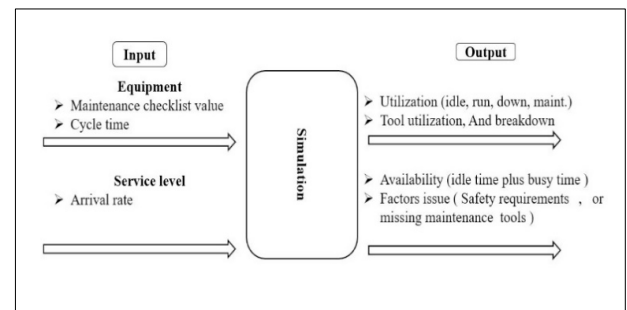 Input
Equipment
➢ Maintenance checklist value
➢ Cycle time
Service level
➢ Arrival rate
Simulation
Output
➢ Utilization (idle, run, down, maint.)
➢ Tool utilization, And breakdown
➢ Availability (idle time plus busy time )
➢ Factors issue ( Safety requirements , or
missing maintenance tools )